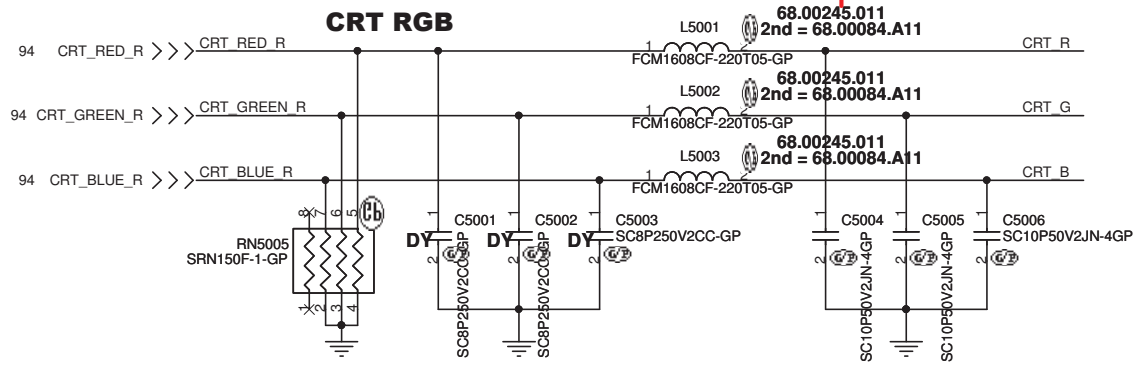 CRT RGB
68.00245.011
2nd = 68.00084.A11
L5001
94 CRT_RED_R CRT_RED_R 1 2 CRT_R
FCM1608CF-220T05-GP
68.00245.011
2nd = 68.00084.A11
L5002
94 CRT_GREEN_R CRT_GREEN_R 1 2 CRT_G
FCM1608CF-220T05-GP
68.00245.011
2nd = 68.00084.A11
L5003
94 CRT_BLUE_R CRT_BLUE_R 1 2 CRT_B
FCM1608CF-220T05-GP
8 7 6 5
RN5005
SRN150F-1-GP
1 2 3 4
1 C5001
DY
2
SC8P250V2CC-GP
1 C5002
DY
2
SC8P250V2CC-GP
1 C5003
DY SC8P250V2CC-GP
2
1 C5004
2
SC10P50V2JN-4GP
1 C5005
2
SC10P50V2JN-4GP
1 C5006
SC10P50V2JN-4GP
2